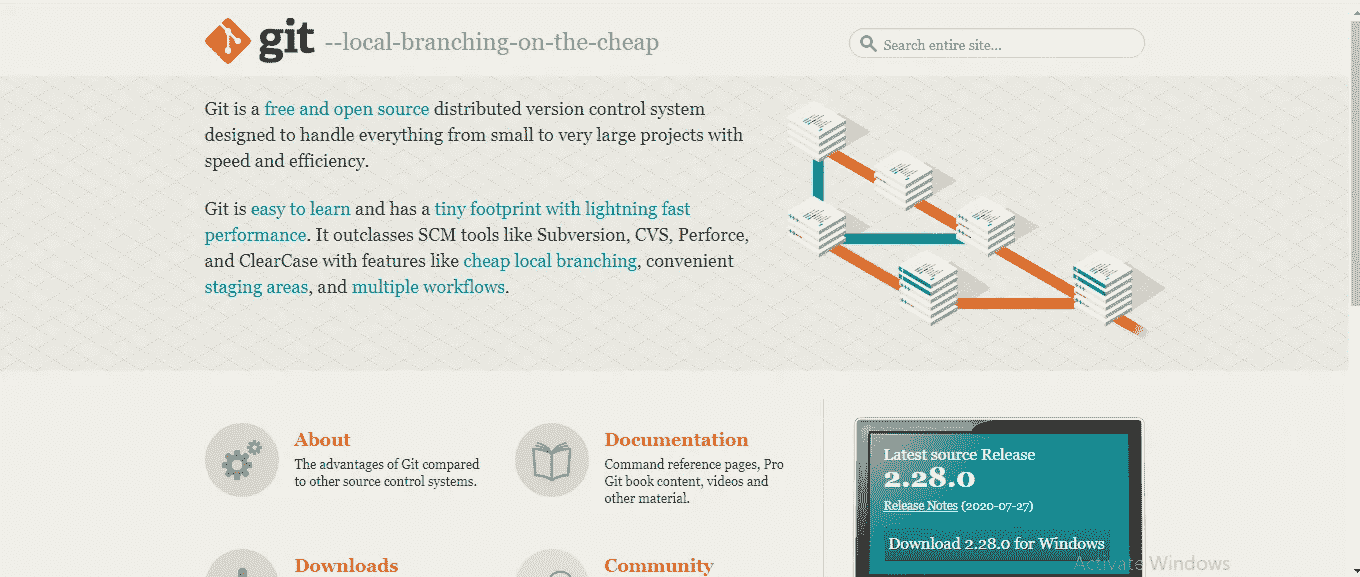 git --local-branching-on-the-cheap
Search entire site...
Git is a free and open source distributed version control system
designed to handle everything from small to very large projects with
speed and efficiency.
Git is easy to learn and has a tiny footprint with lightning fast
performance. It outclasses SCM tools like Subversion, CVS, Perforce,
and ClearCase with features like cheap local branching, convenient
staging areas, and multiple workflows.
About
The advantages of Git compared
to other source control systems.
Documentation
Command reference pages, Pro
Git book content, videos and
other material.
Downloads
Community
Latest source Release
2.28.0
Release Notes (2020-07-27)
Download 2.28.0 for Windows
Activate Windows